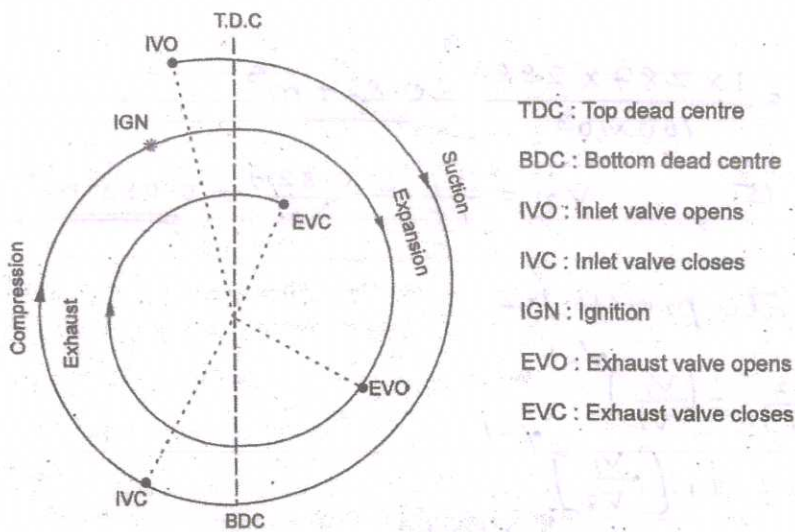 T.D.C
IVO
IGN
EVC
Suction
Expansion
Compression
Exhaust
EVO
IVC
BDC
TDC : Top dead centre
BDC : Bottom dead centre
IVO : Inlet valve opens
IVC : Inlet valve closes
IGN : Ignition
EVO : Exhaust valve opens
EVC : Exhaust valve closes